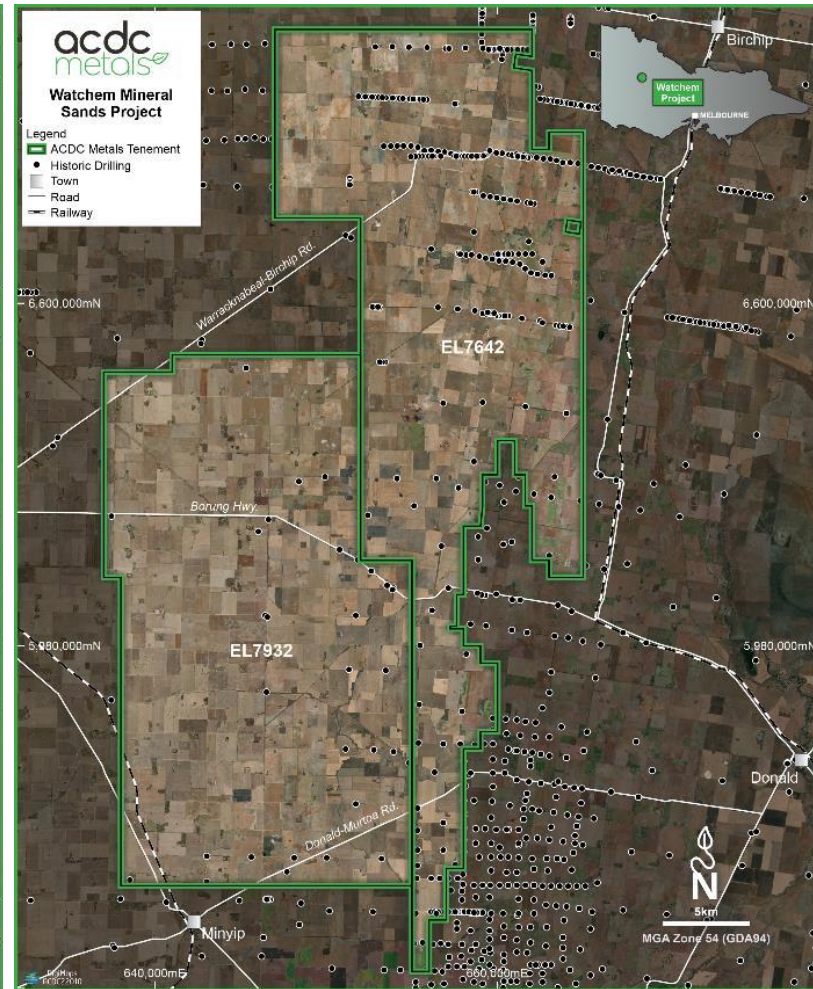 acdc
metals
Watchem Mineral
Sands Project
Legend
ACDC Metals Tenement
Historic Drilling
Town
Road
Railway
Birchip
Watchem
Project
MELBOURNE
Warracknabeal-Birchip Rd.
6,600,000mN
6,600,000mN
EL7642
Borung Hwy.
EL7932
5,980,000mN
5,980,000mN
Donald
Donald-Murtoa Rd.
N
5km
MGA Zone 54 (GDA94)
Minyip
640,000mE
660,000mE